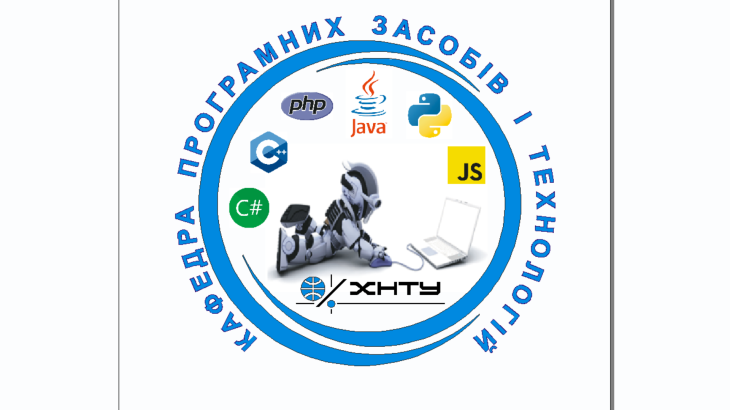 КАФЕДРА ПРОГРАМНИХ ЗАСОБІВ І ТЕХНОЛОГІЙ
php
Java
C++
JS
C#
ХНТУ